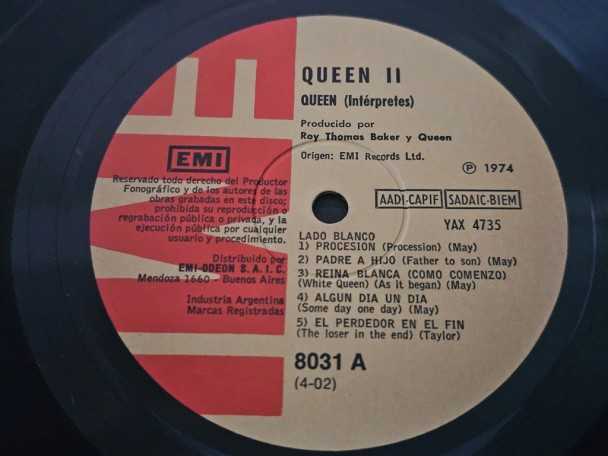 QUEEN II
QUEEN (Intérpretes)
Producido por
Roy Thomas Baker y Queen
Origen: EMI Records Ltd.
EMI
℗ 1974
Reservado todo derecho del Productor
Fonográfico y de los autores de las
obras grabadas en este disco;
prohibida su reproducción o
regrabación pública o privada, y la
ejecución pública por cualquier
usuario y procedimiento.
AADI-CAPIF SADAIC-BIEM
YAX 4735
Distribuido por
EMI-ODEON S.A.I.C.
Mendoza 1660 - Buenos Aires
Industria Argentina
Marcas Registradas
LADO BLANCO
1) PROCESION (Procession) (May)
2) PADRE A HIJO (Father to son) (May)
3) REINA BLANCA (COMO COMENZO)
(White Queen) (As it began) (May)
4) ALGUN DIA UN DIA
(Some day one day) (May)
5) EL PERDEDOR EN EL FIN
(The loser in the end) (Taylor)
8031 A
(4-02)